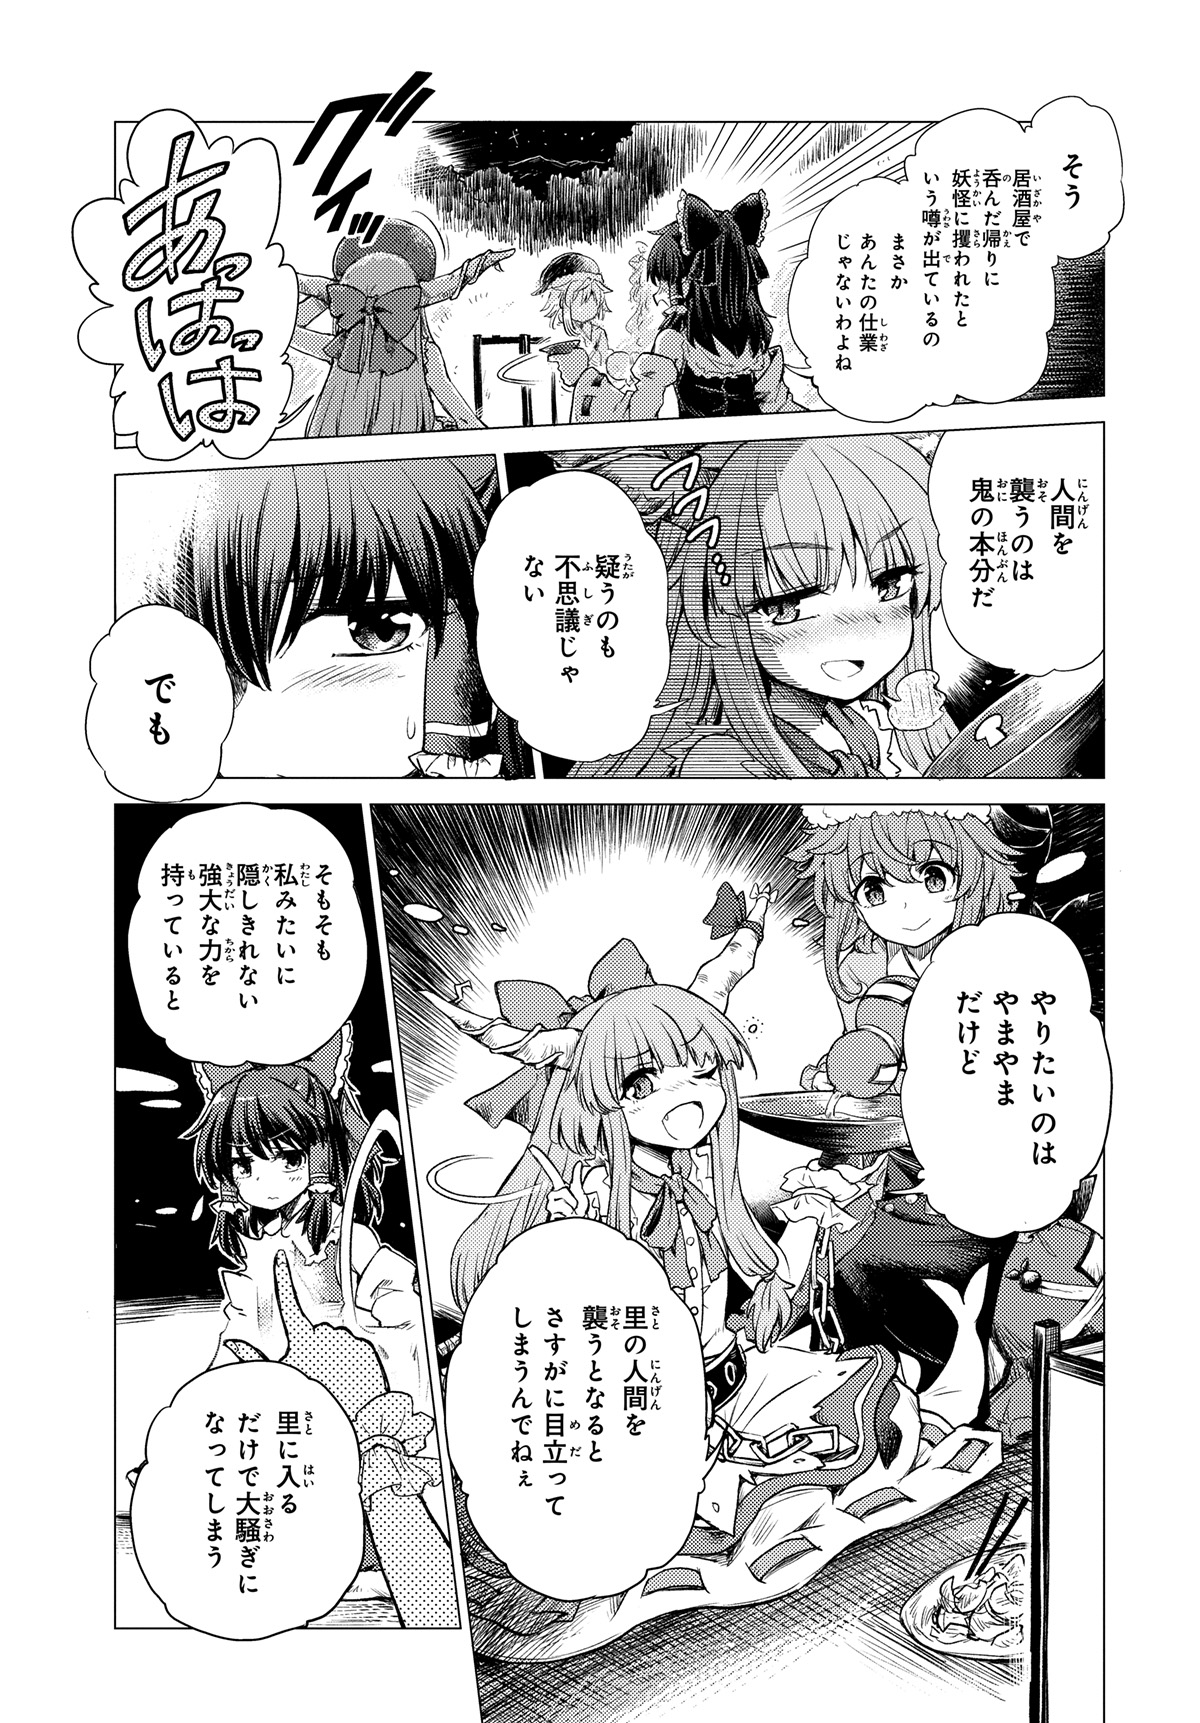 そう
居酒屋で
呑んだ帰りに
妖怪に攫われたと
いう噂が出ているの
まさか
あんたの仕業
じゃないわよね
グイッ
あっはっは
人間を
襲うのは
鬼の本分だ
疑うのも
不思議じゃ
ない
でも
やりたいのは
やまやま
だけど
里の人間を
襲うとなると
さすがに目立って
しまうんでねぇ
そもそも
私みたいに
隠しきれない
強大な力を
持っていると
里に入る
だけで大騒ぎに
なってしまう